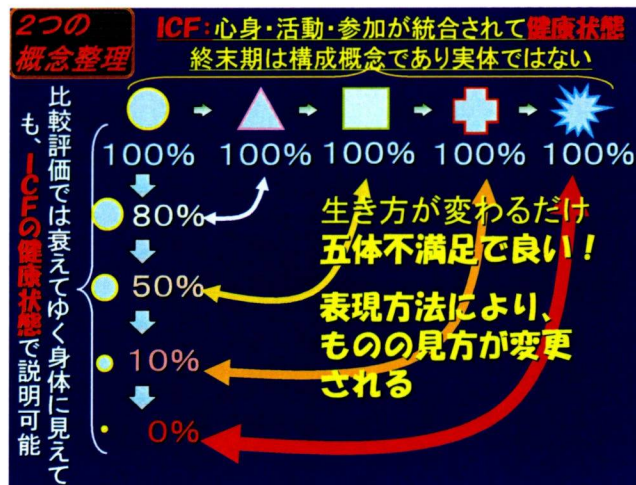 2つの
概念整理
ICF:心身・活動・参加が統合されて健康状態
終末期は構成概念であり実体ではない
比較評価では衰えてゆく身体に見えて
も、ICFの健康状態で説明可能
100% 100% 100% 100% 100%
80%
50%
10%
0%
生き方が変わるだけ
五体不満足で良い!
表現方法により、
ものの見方が変更
される